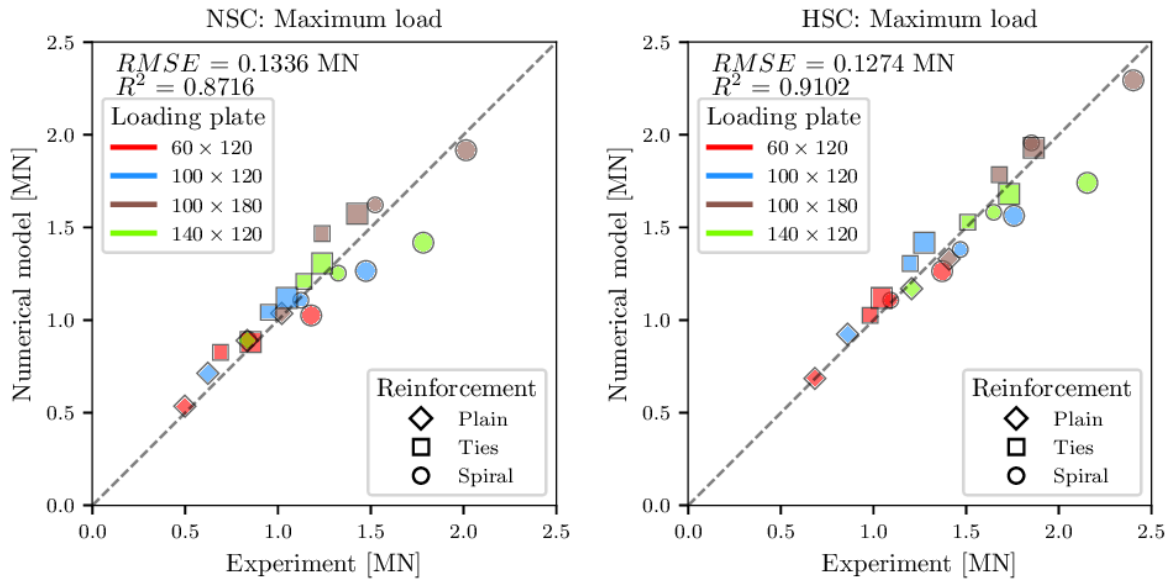 NSC: Maximum load
RMSE = 0.1336 MN
R² = 0.8716
Loading plate
60 × 120
100 × 120
100 × 180
140 × 120
Reinforcement
Plain
Ties
Spiral
2.5
2.0
1.5
1.0
0.5
0.0
0.0 0.5 1.0 1.5 2.0 2.5
Numerical model [MN]
Experiment [MN]
HSC: Maximum load
RMSE = 0.1274 MN
R² = 0.9102
Loading plate
60 × 120
100 × 120
100 × 180
140 × 120
Reinforcement
Plain
Ties
Spiral
2.5
2.0
1.5
1.0
0.5
0.0
0.0 0.5 1.0 1.5 2.0 2.5
Numerical model [MN]
Experiment [MN]